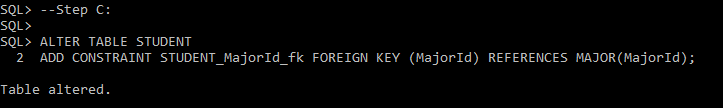 SQL> --Step C:
SQL>
SQL> ALTER TABLE STUDENT
  2  ADD CONSTRAINT STUDENT_MajorId_fk FOREIGN KEY (MajorId) REFERENCES MAJOR(MajorId);
Table altered.